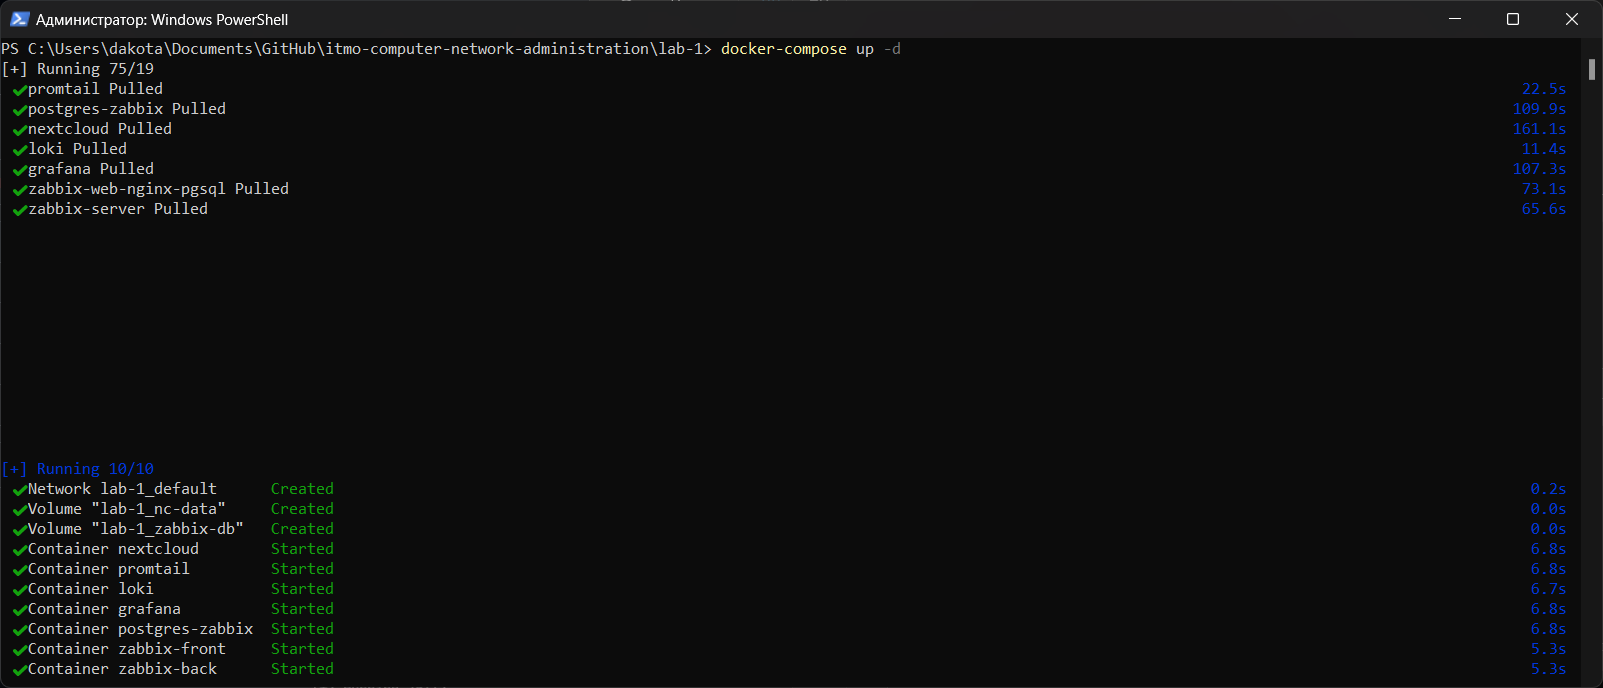 Администратор: Windows PowerShell
PS C:\Users\dakota\Documents\GitHub\itmo-computer-network-administration\lab-1> docker-compose up -d
[+] Running 75/19
✔promtail Pulled 22.5s
✔postgres-zabbix Pulled 109.9s
✔nextcloud Pulled 161.1s
✔loki Pulled 11.4s
✔grafana Pulled 107.3s
✔zabbix-web-nginx-pgsql Pulled 73.1s
✔zabbix-server Pulled 65.6s
[+] Running 10/10
✔Network lab-1_default Created 0.2s
✔Volume "lab-1_nc-data" Created 0.0s
✔Volume "lab-1_zabbix-db" Created 0.0s
✔Container nextcloud Started 6.8s
✔Container promtail Started 6.8s
✔Container loki Started 6.7s
✔Container grafana Started 6.8s
✔Container postgres-zabbix Started 6.8s
✔Container zabbix-front Started 5.3s
✔Container zabbix-back Started 5.3s